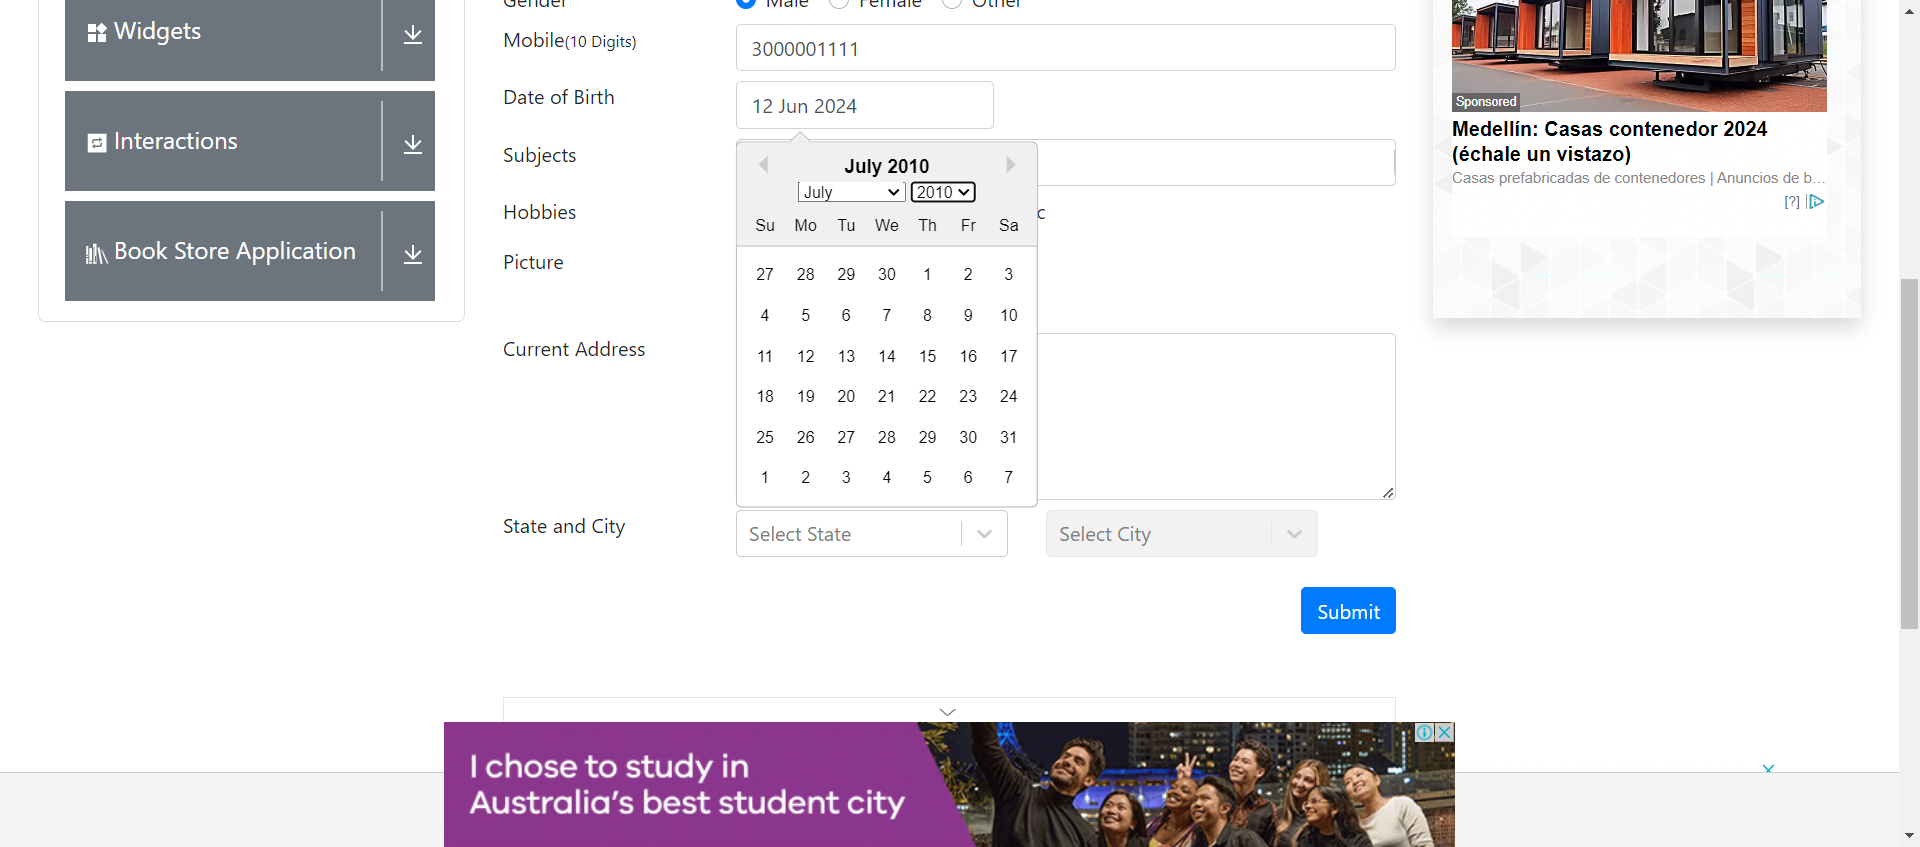 Widgets
Interactions
Book Store Application
Gender
Male Female Other
Mobile(10 Digits)
3000001111
Date of Birth
12 Jun 2024
Subjects
July 2010
July 2010
Su Mo Tu We Th Fr Sa
27 28 29 30 1 2 3
4 5 6 7 8 9 10
11 12 13 14 15 16 17
18 19 20 21 22 23 24
25 26 27 28 29 30 31
1 2 3 4 5 6 7
Hobbies
c
Picture
Current Address
State and City
Select State
Select City
Submit
Sponsored
Medellín: Casas contenedor 2024
(échale un vistazo)
Casas prefabricadas de contenedores | Anuncios de b...
[?]
I chose to study in
Australia's best student city